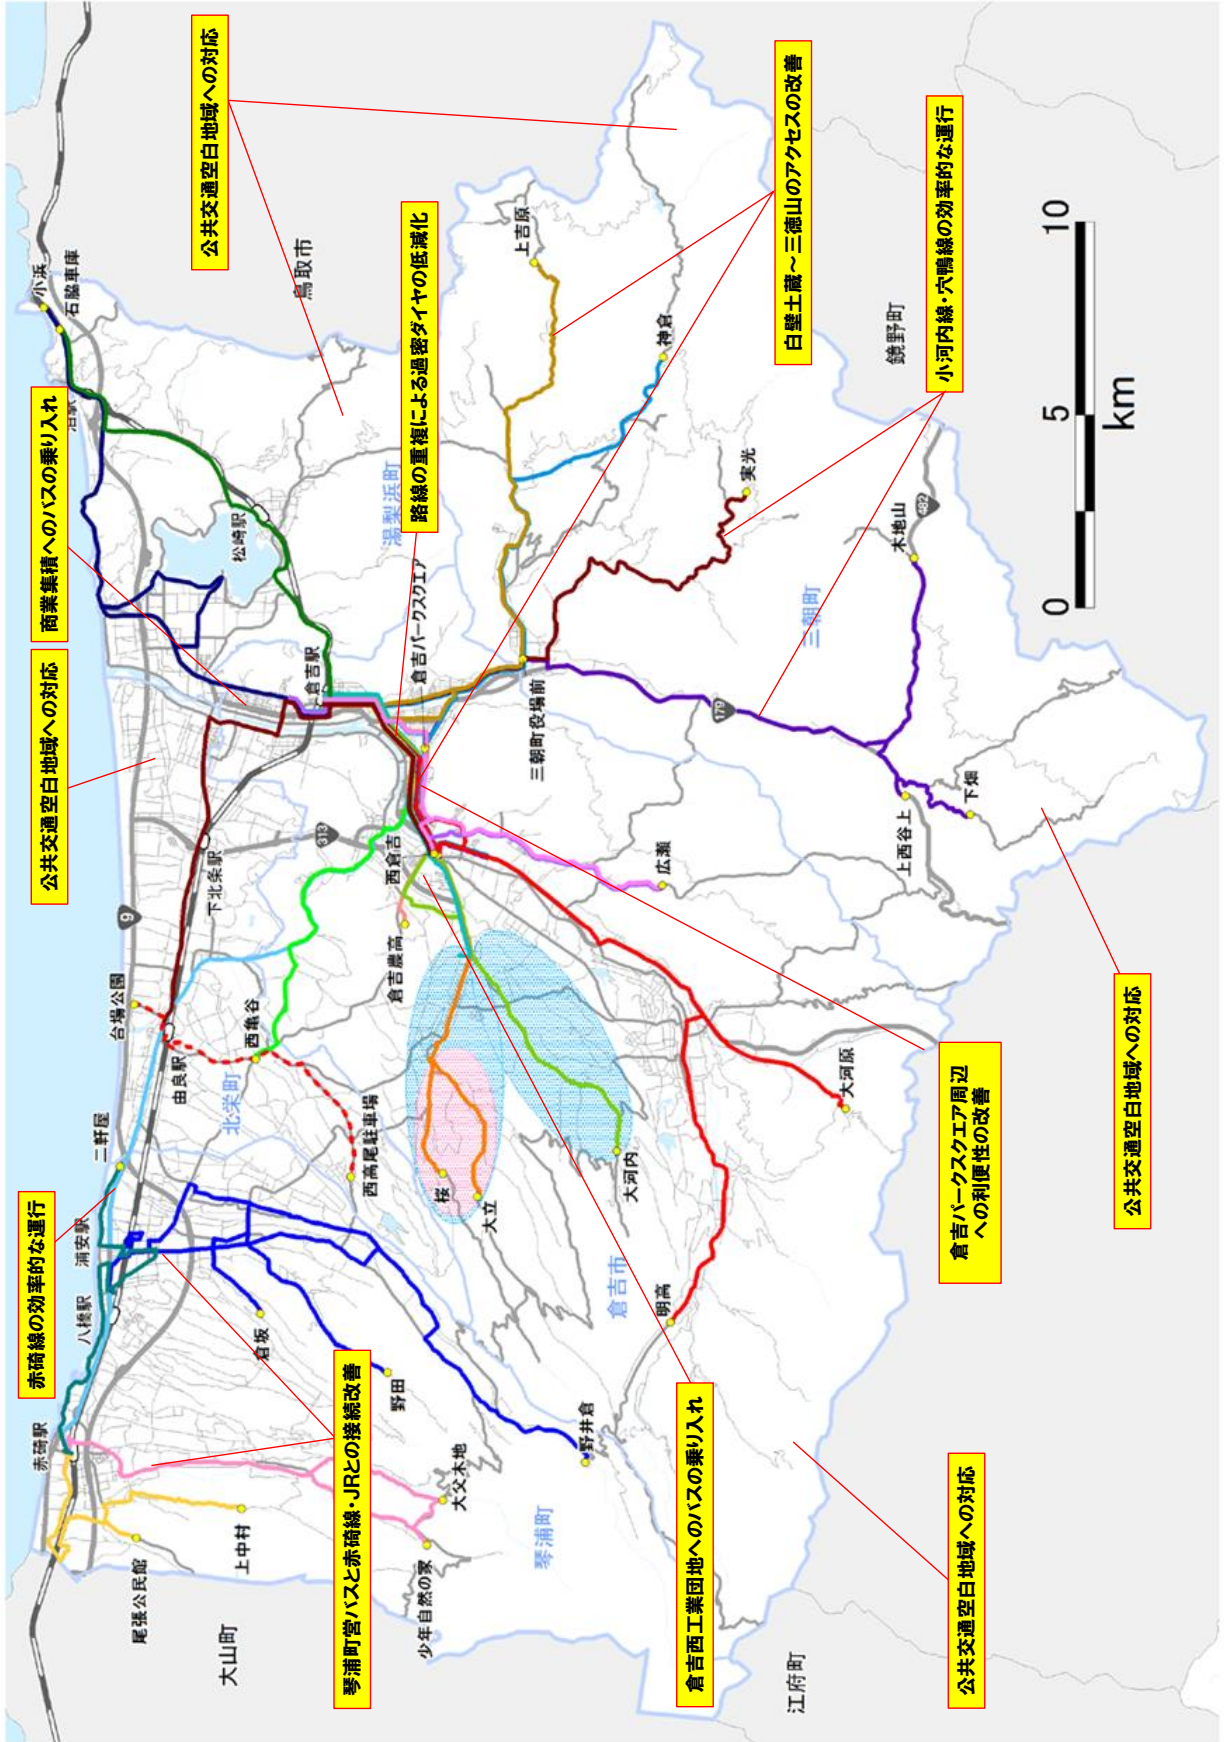 赤碕線の効率的な運行
公共交通空白地域への対応
商業集積へのバスの乗り入れ
公共交通空白地域への対応
琴浦町営バスと赤碕線・JRとの接続改善
路線の重複による過密ダイヤの低減化
倉吉西工業団地へのバスの乗り入れ
白壁土蔵～三徳山のアクセスの改善
小河内線・穴鴨線の効率的な運行
倉吉パークスクエア周辺
への利便性の改善
公共交通空白地域への対応
公共交通空白地域への対応
赤碕駅
八橋駅
浦安駅
二軒屋
台場公園
由良駅
下北条駅
倉吉駅
松崎駅
泊駅
石脇車庫
小浜
尾張公民館
上中村
大山町
少年自然の家
大父木地
野田
倉坂
野井倉
琴浦町
北栄町
西亀谷
西高尾駐車場
桜
大立
大河内
倉吉農高
西倉吉
倉吉市
明高
大河原
広瀬
倉吉パークスクエア
三朝町役場前
湯梨浜町
鳥取市
上吉原
神倉
実光
三朝町
木地山
鏡野町
上西谷上
下畑
江府町
9
313
179
482
0
5
10
km